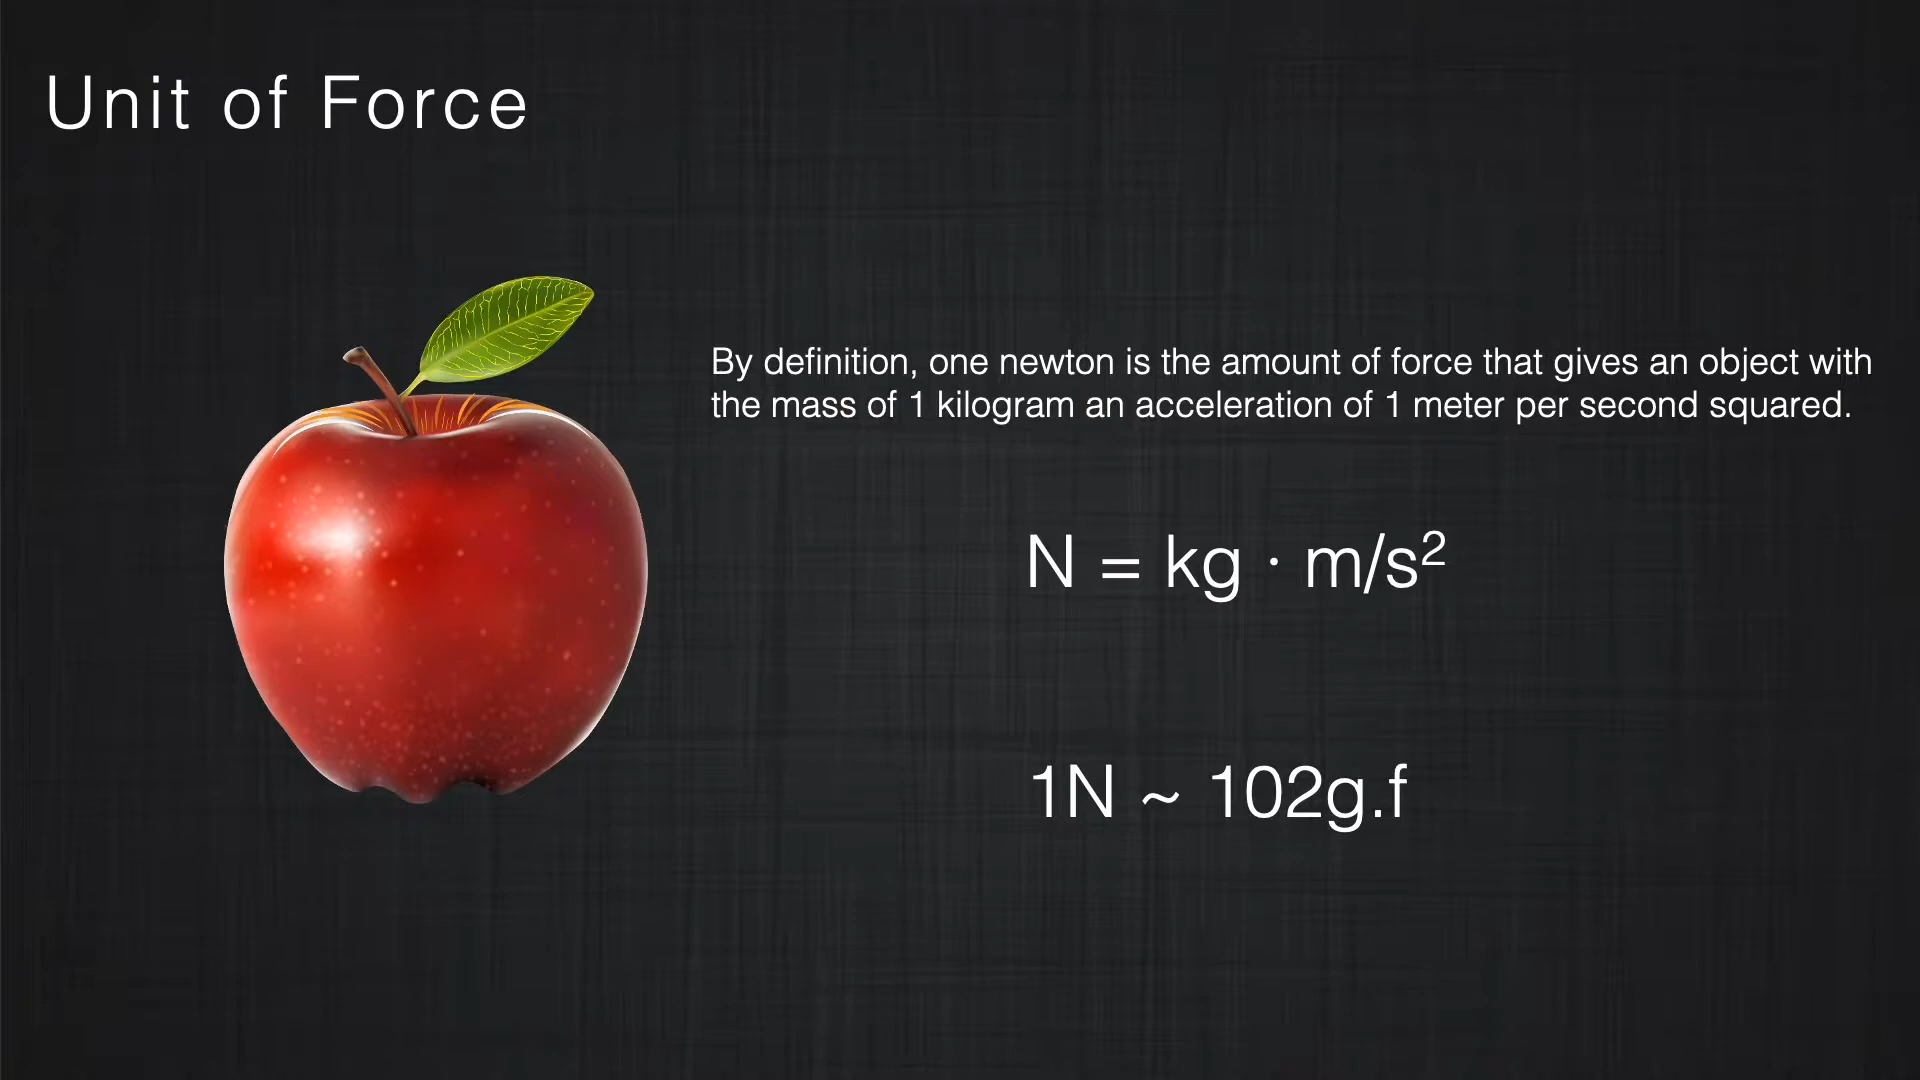 Unit of Force
By definition, one newton is the amount of force that gives an object with
the mass of 1 kilogram an acceleration of 1 meter per second squared.
N = kg · m/s²
1N ~ 102g.f